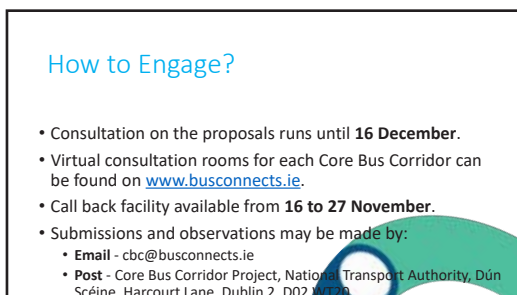 How to Engage?
• Consultation on the proposals runs until 16 December.
• Virtual consultation rooms for each Core Bus Corridor can
be found on www.busconnects.ie.
• Call back facility available from 16 to 27 November.
• Submissions and observations may be made by:
• Email - cbc@busconnects.ie
• Post - Core Bus Corridor Project, National Transport Authority, Dún
Scéine, Harcourt Lane, Dublin 2, D02 WT20.